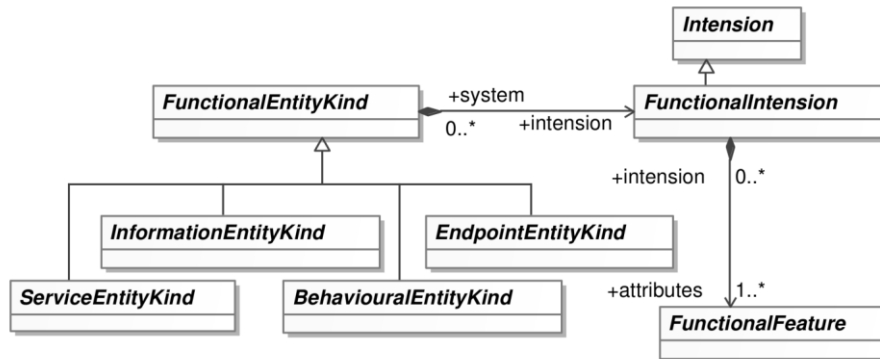 Intension
FunctionalEntityKind
+system
0..*
+intension
FunctionalIntension
+intension
0..*
InformationEntityKind
EndpointEntityKind
ServiceEntityKind
BehaviouralEntityKind
+attributes
1..*
FunctionalFeature